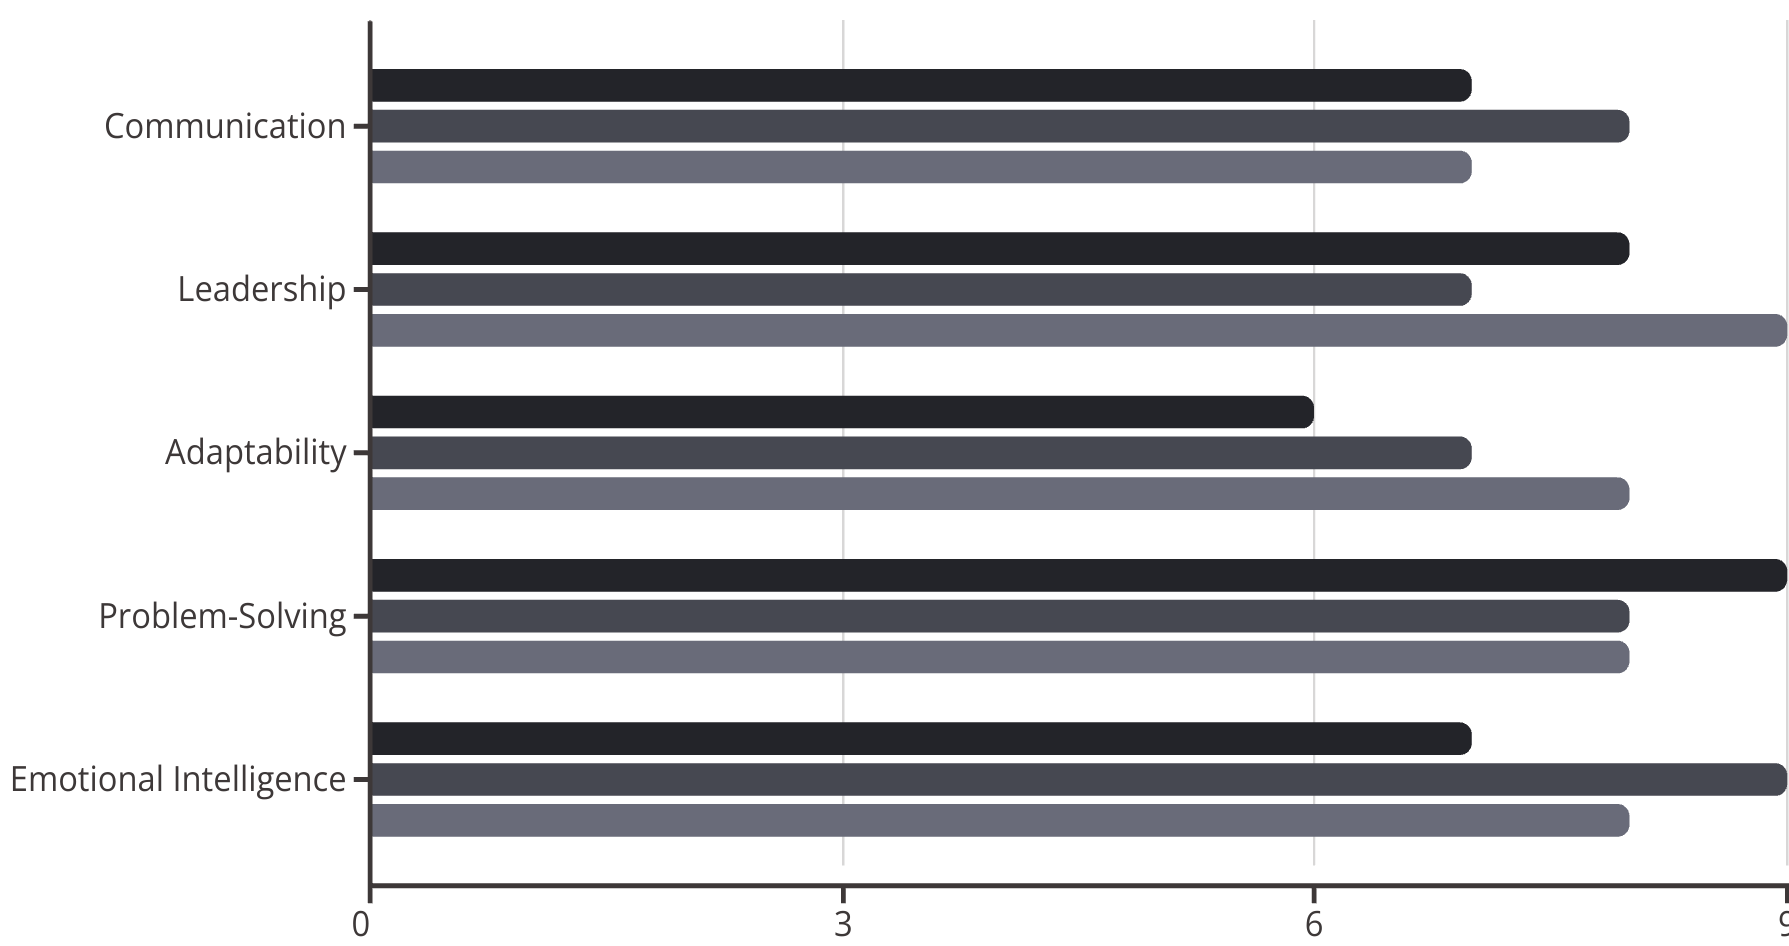 Communication
Leadership
Adaptability
Problem-Solving
Emotional Intelligence
0 3 6